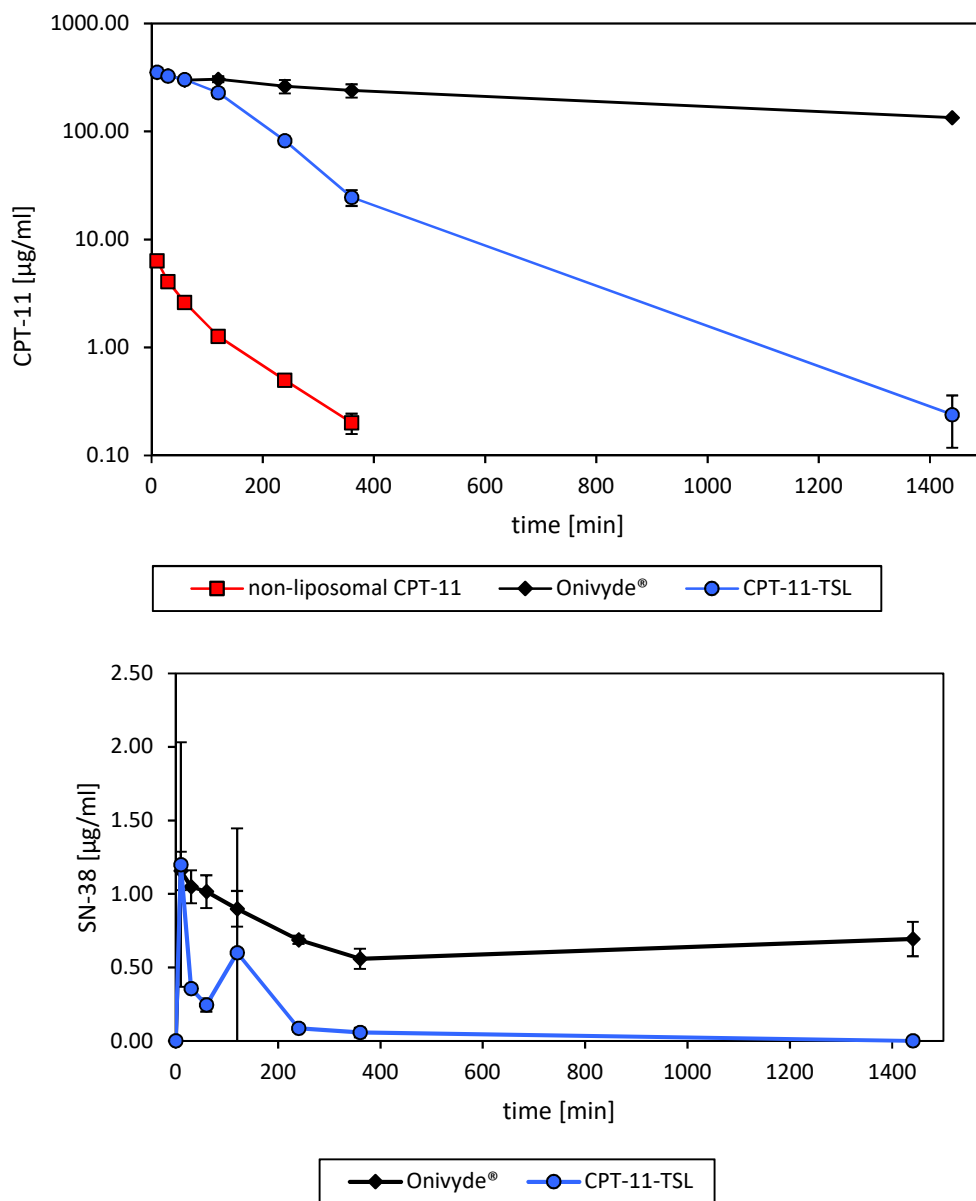 1000.00
100.00
10.00
1.00
0.10
CPT-11 [µg/ml]
0 200 400 600 800 1000 1200 1400
time [min]
non-liposomal CPT-11 Onivyde® CPT-11-TSL
2.50
2.00
1.50
1.00
0.50
0.00
SN-38 [µg/ml]
0 200 400 600 800 1000 1200 1400
time [min]
Onivyde® CPT-11-TSL